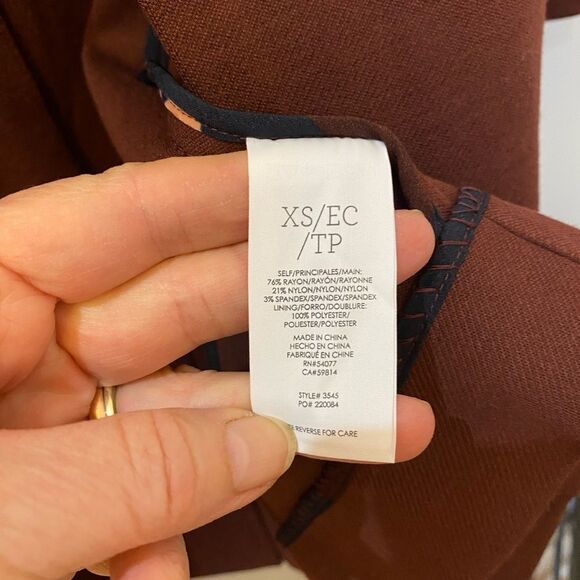 XS/EC
/TP
SELF/PRINCIPALES/MAIN:
76% RAYON/RAYÓN/RAYONNE
21% NYLON/NYLON/NYLON
3% SPANDEX/SPANDEX/SPANDEX
LINING/FORRO/DOUBLURE:
100% POLYESTER/
POLIESTER/POLYESTER
MADE IN CHINA
HECHO EN CHINA
FABRIQUÉ EN CHINE
RN#54077
CA#59814
STYLE# 3545
PO# 220084
REVERSE FOR CARE